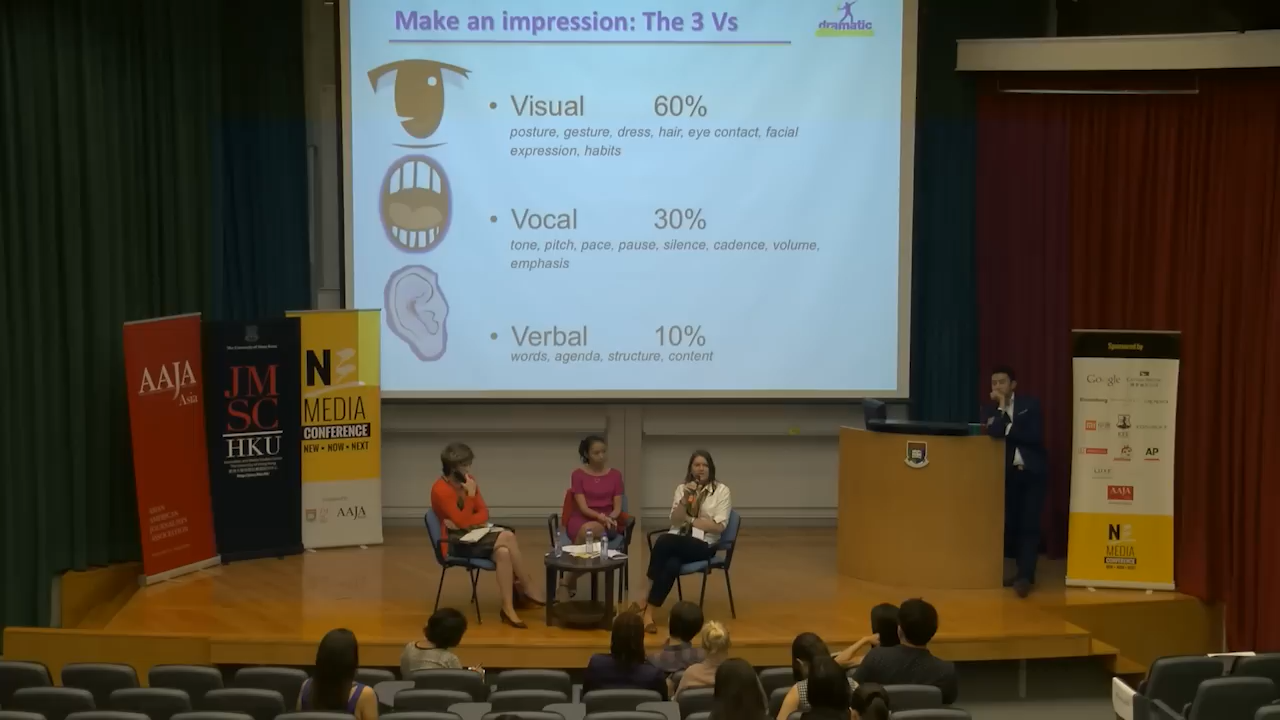 Make an impression: The 3 Vs
dramatic
• Visual 60%
posture, gesture, dress, hair, eye contact, facial
expression, habits
• Vocal 30%
tone, pitch, pace, pause, silence, cadence, volume,
emphasis
• Verbal 10%
words, agenda, structure, content
AAJA
Asia
JM
SC
HKU
N
MEDIA
CONFERENCE
NEW • NOW • NEXT
AAJA
Sponsored by
Google
Bloomberg
AP
AAJA
N
MEDIA
CONFERENCE